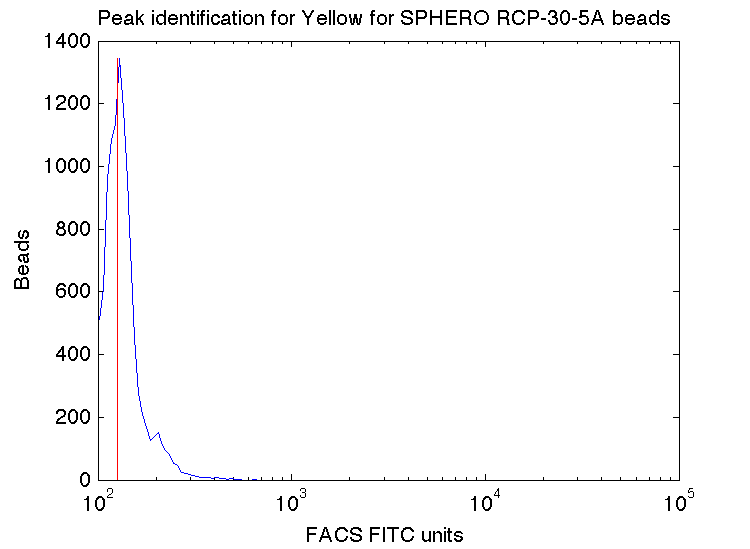 Peak identification for Yellow for SPHERO RCP-30-5A beads
1400
1200
1000
800
600
400
200
0
Beads
10^2 10^3 10^4 10^5
FACS FITC units